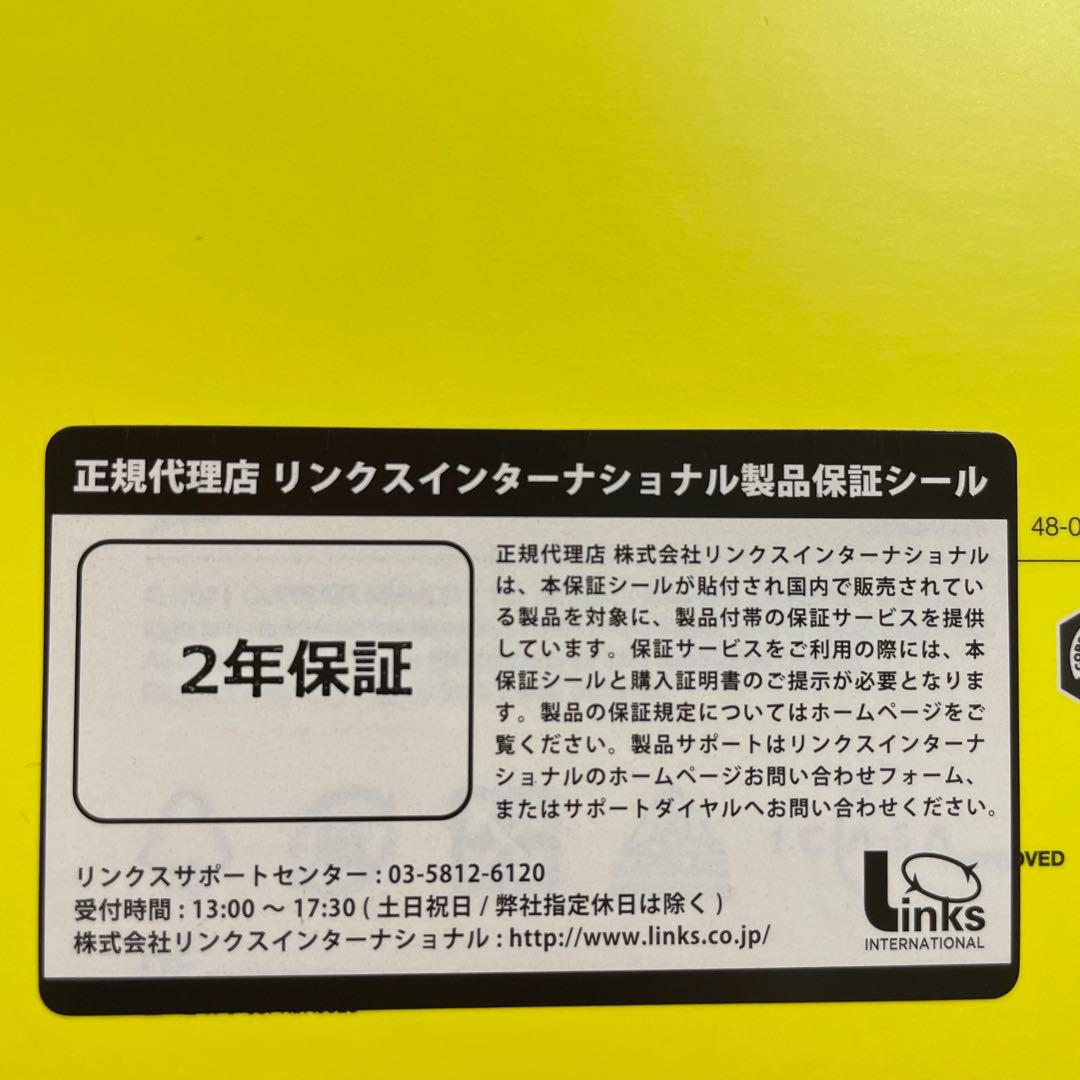 正規代理店 リンクスインターナショナル製品保証シール
2年保証
正規代理店 株式会社リンクスインターナショナル
は、本保証シールが貼付され国内で販売されてい
る製品を対象に、製品付帯の保証サービスを提供
しています。保証サービスをご利用の際には、本
保証シールと購入証明書のご提示が必要となりま
す。製品の保証規定についてはホームページをご
覧ください。製品サポートはリンクスインターナ
ショナルのホームページお問い合わせフォーム、
またはサポートダイヤルへお問い合わせください。
リンクスサポートセンター : 03-5812-6120
受付時間 : 13:00 ～ 17:30 ( 土日祝日 / 弊社指定休日は除く )
株式会社リンクスインターナショナル : http://www.links.co.jp/
Links
INTERNATIONAL
48-0
OVED